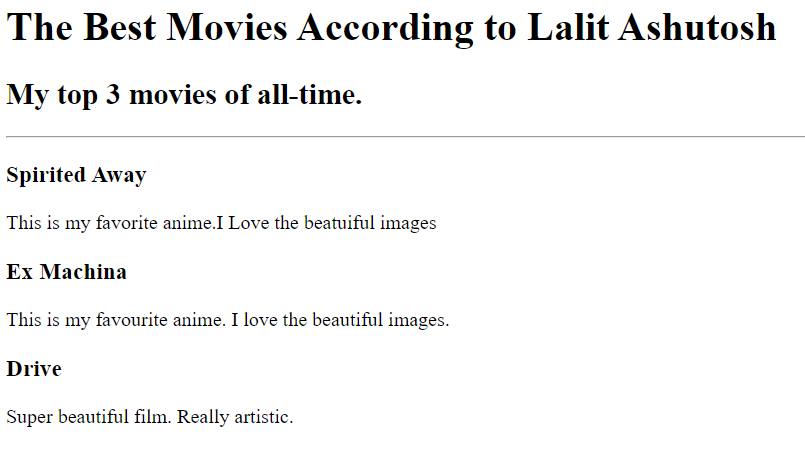 The Best Movies According to Lalit Ashutosh
My top 3 movies of all-time.
Spirited Away
This is my favorite anime.I Love the beatuiful images
Ex Machina
This is my favourite anime. I love the beautiful images.
Drive
Super beautiful film. Really artistic.